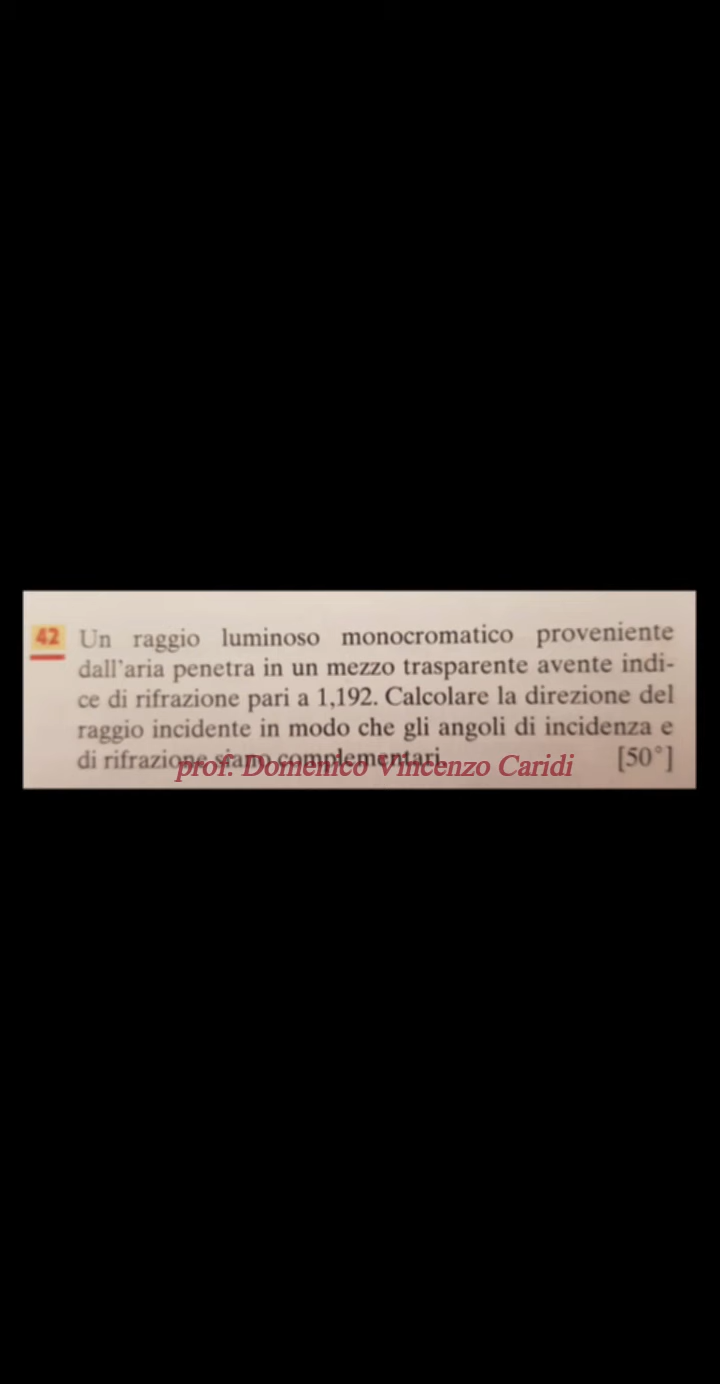 42 Un raggio luminoso monocromatico proveniente
dall'aria penetra in un mezzo trasparente avente indi-
ce di rifrazione pari a 1,192. Calcolare la direzione del
raggio incidente in modo che gli angoli di incidenza e
di rifrazione siano complementari. [50°]
prof. Domenico Vincenzo Caridi